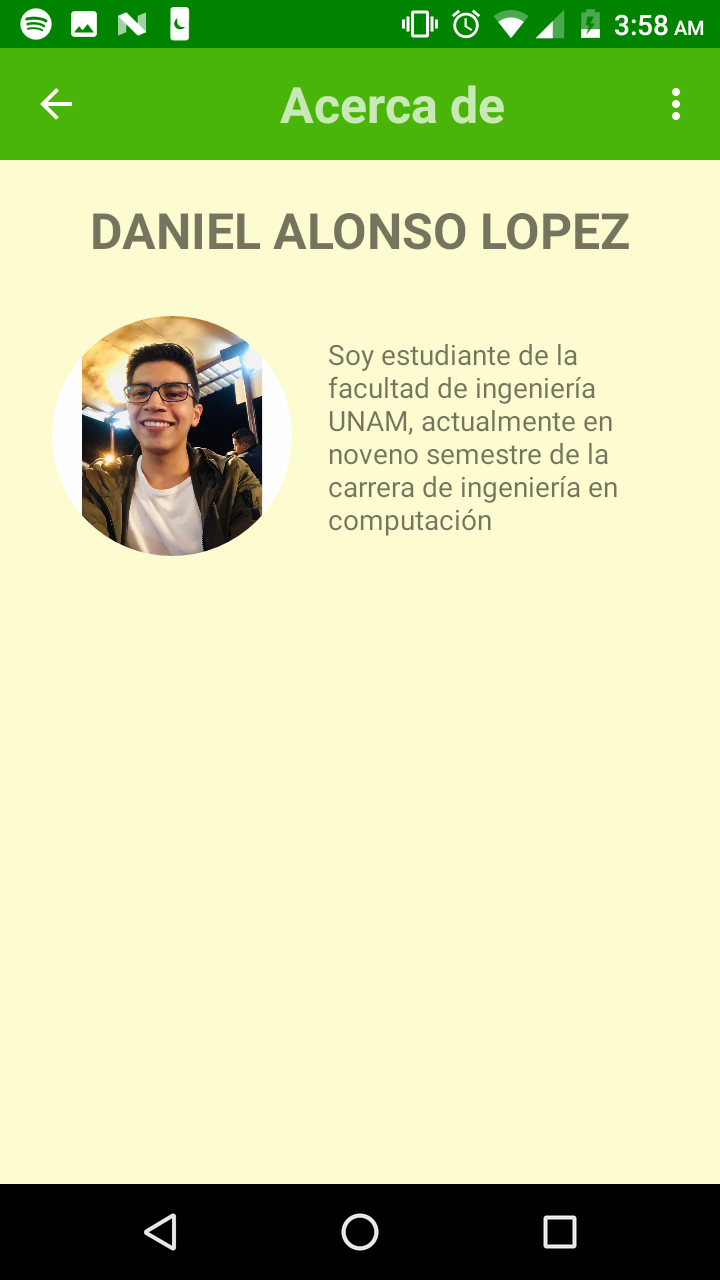 3:58 AM
Acerca de
DANIEL ALONSO LOPEZ
Soy estudiante de la
facultad de ingeniería
UNAM, actualmente en
noveno semestre de la
carrera de ingeniería en
computación